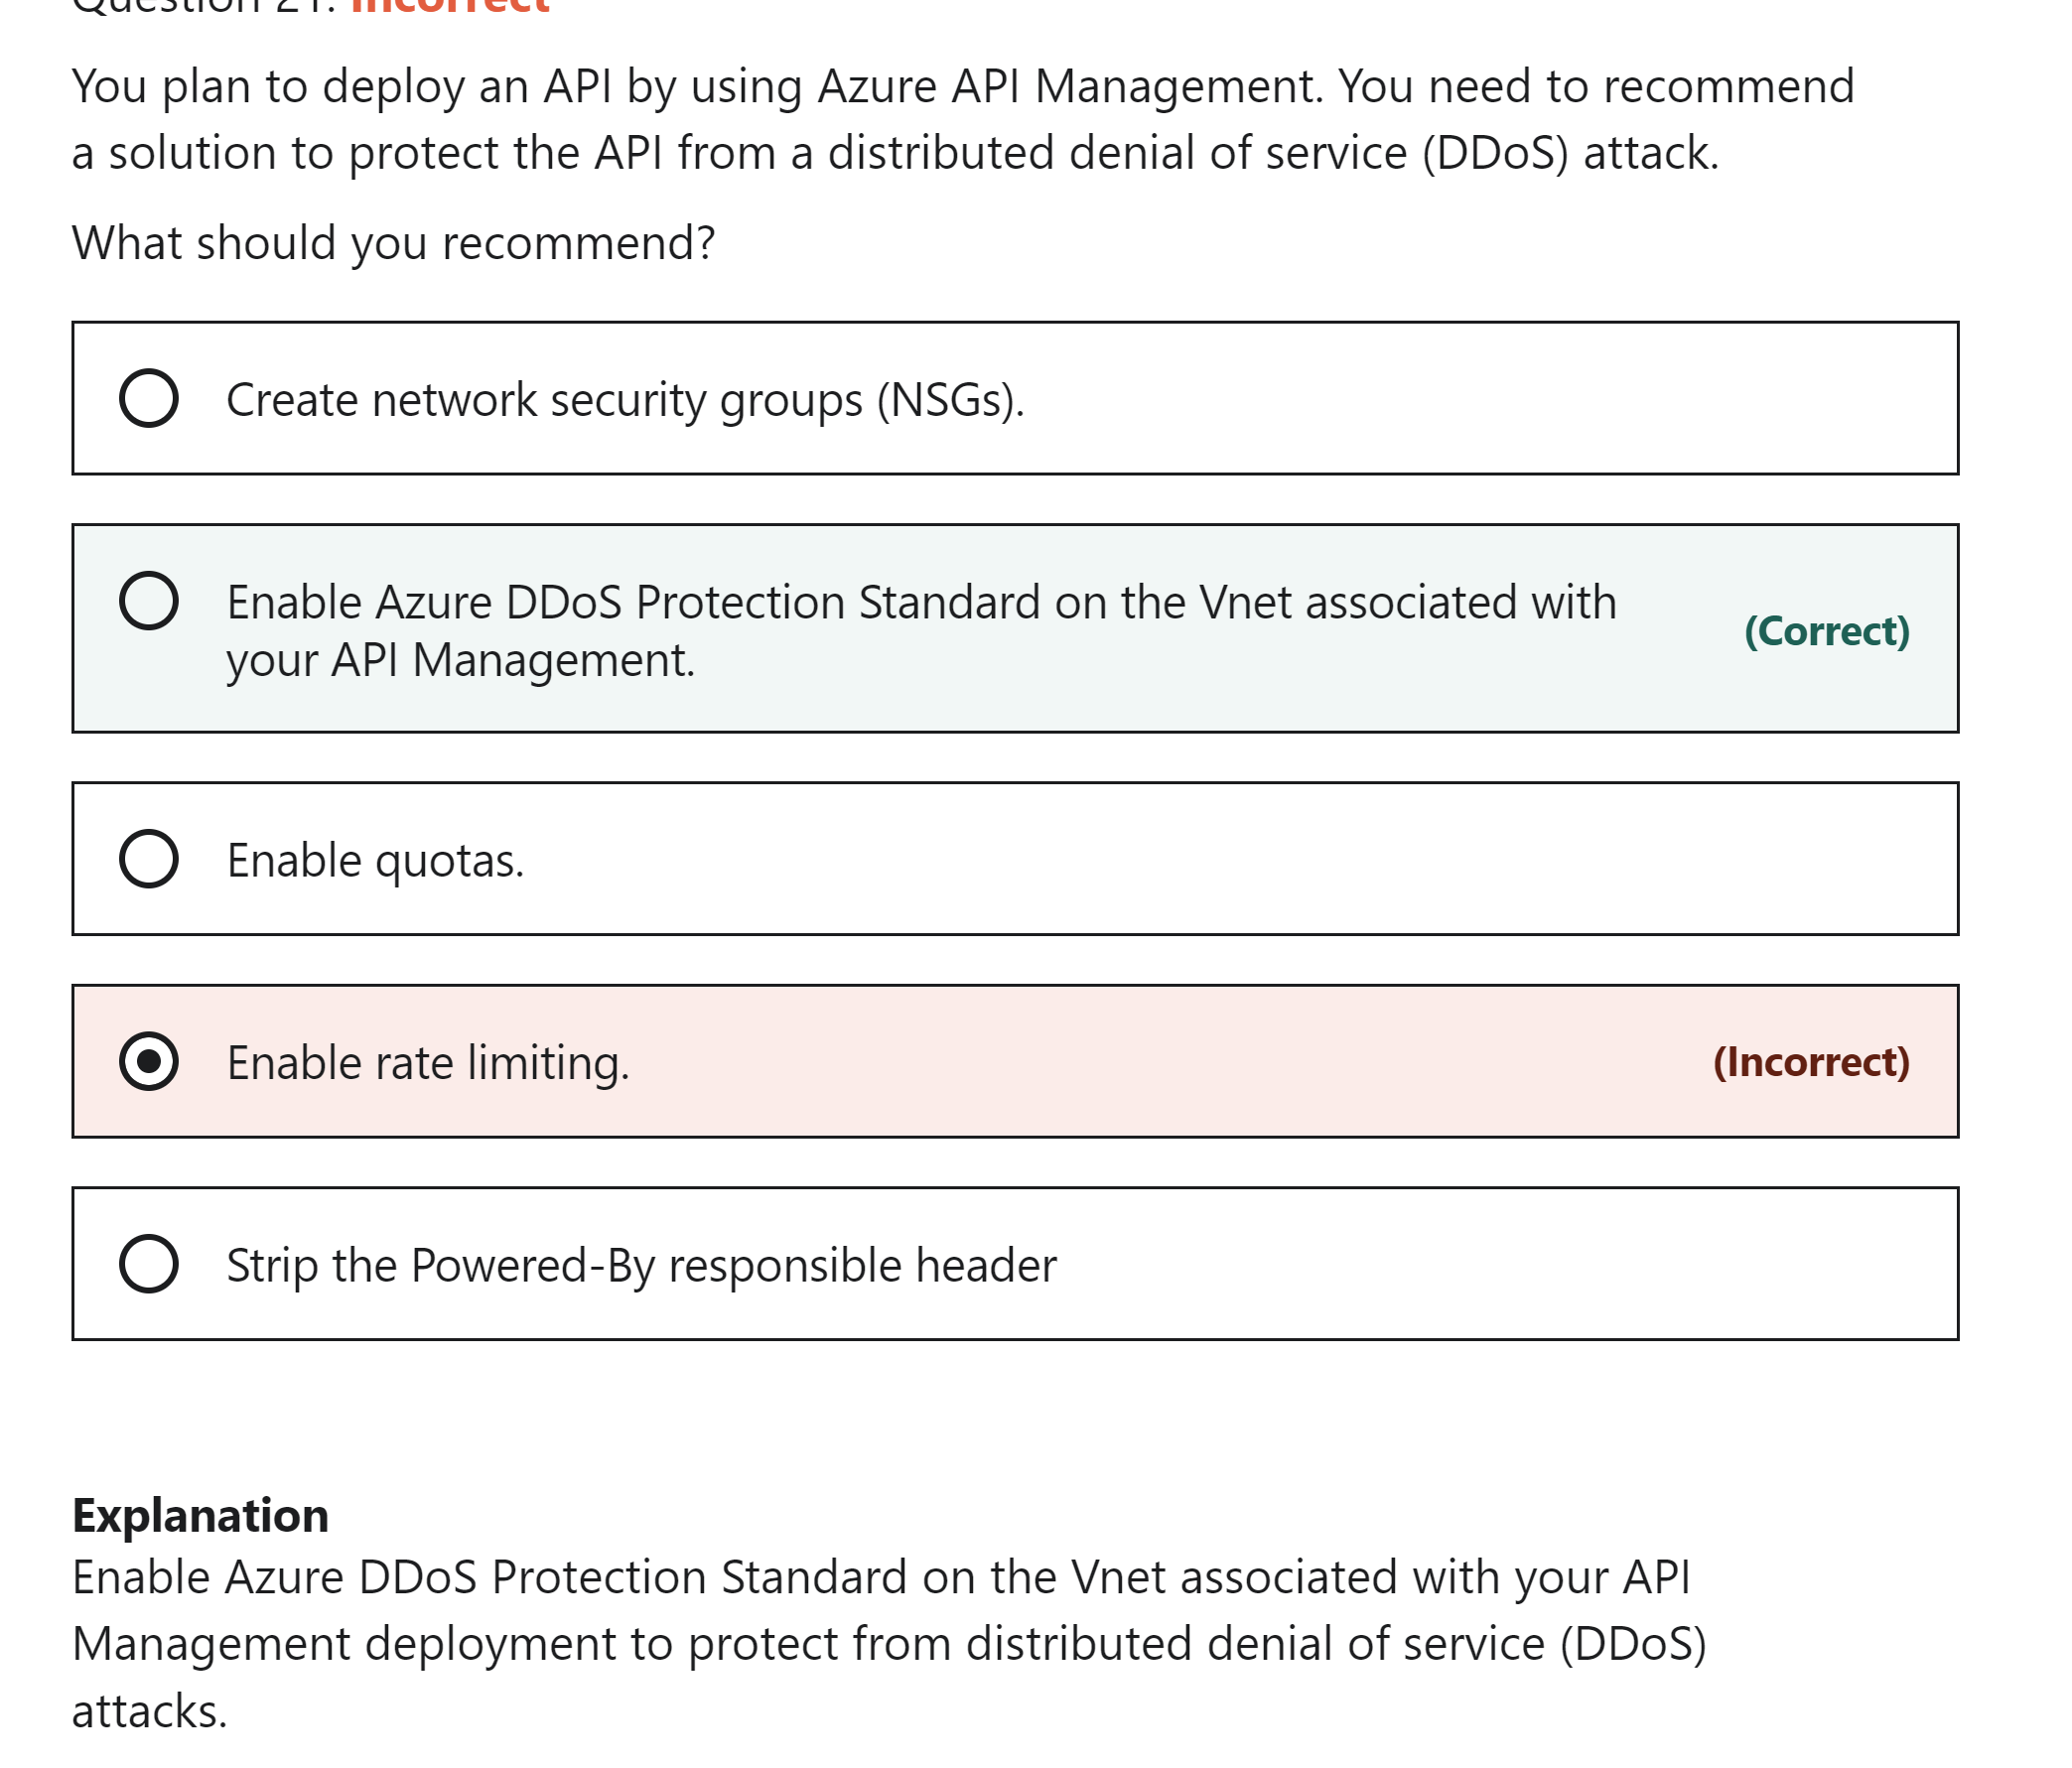 Question 21: Incorrect
You plan to deploy an API by using Azure API Management. You need to recommend
a solution to protect the API from a distributed denial of service (DDoS) attack.
What should you recommend?
Create network security groups (NSGs).
Enable Azure DDoS Protection Standard on the Vnet associated with
your API Management.
(Correct)
Enable quotas.
Enable rate limiting.
(Incorrect)
Strip the Powered-By responsible header
Explanation
Enable Azure DDoS Protection Standard on the Vnet associated with your API
Management deployment to protect from distributed denial of service (DDoS)
attacks.